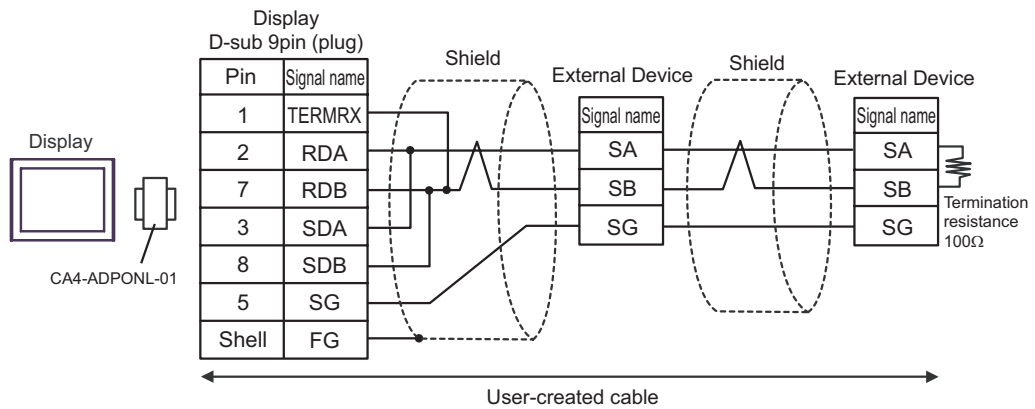 Display
D-sub 9pin (plug)
Shield
External Device
Shield
External Device
Pin Signal name
1 TERMRX
2 RDA
7 RDB
3 SDA
8 SDB
5 SG
Shell FG
Signal name
SA
SB
SG
Signal name
SA
SB
SG
Termination
resistance
100Ω
Display
CA4-ADPONL-01
User-created cable